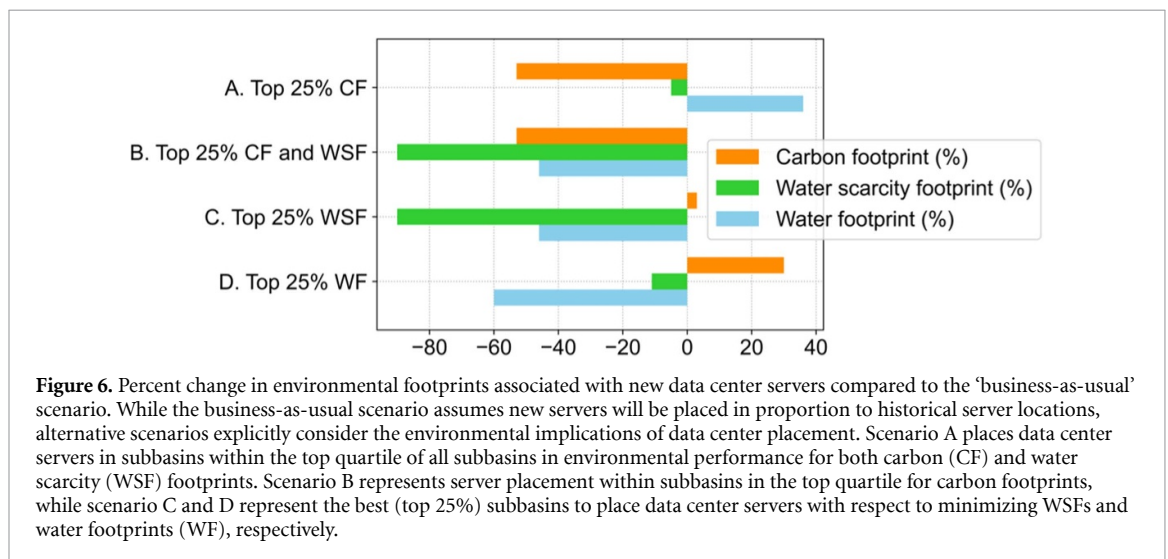 A. Top 25% CF
B. Top 25% CF and WSF
C. Top 25% WSF
D. Top 25% WF
Carbon footprint (%)
Water scarcity footprint (%)
Water footprint (%)
−80 −60 −40 −20 0 20 40
Figure 6. Percent change in environmental footprints associated with new data center servers compared to the ‘business-as-usual’
scenario. While the business-as-usual scenario assumes new servers will be placed in proportion to historical server locations,
alternative scenarios explicitly consider the environmental implications of data center placement. Scenario A places data center
servers in subbasins within the top quartile of all subbasins in environmental performance for both carbon (CF) and water
scarcity (WSF) footprints. Scenario B represents server placement within subbasins in the top quartile for carbon footprints,
while scenario C and D represent the best (top 25%) subbasins to place data center servers with respect to minimizing WSFs and
water footprints (WF), respectively.